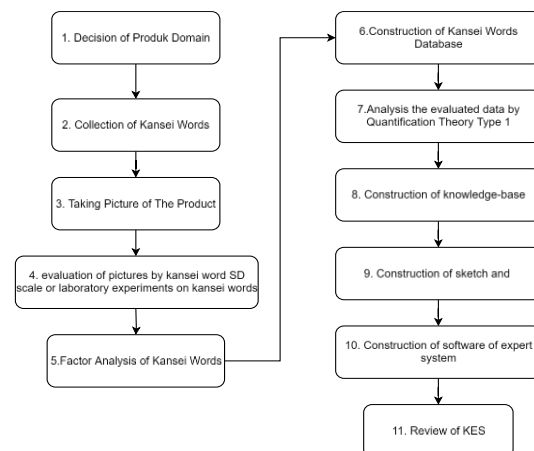 1. Decision of Produk Domain
2. Collection of Kansei Words
3. Taking Picture of The Product
4. evaluation of pictures by kansei word SD
scale or laboratory experiments on kansei words
5.Factor Analysis of Kansei Words
6.Construction of Kansei Words
Database
7.Analysis the evaluated data by
Quantification Theory Type 1
8. Construction of knowledge-base
9. Construction of sketch and
10. Construction of software of expert
system
11. Review of KES